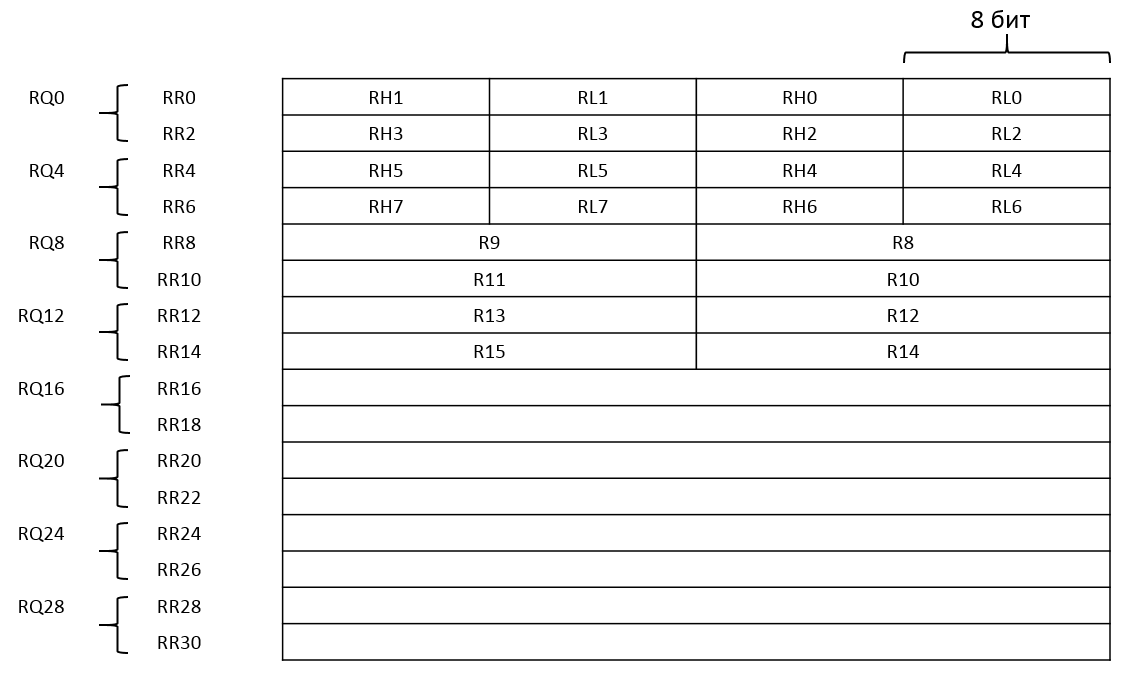 8 бит
RQ0 RR0 RH1 RL1 RH0 RL0
RR2 RH3 RL3 RH2 RL2
RQ4 RR4 RH5 RL5 RH4 RL4
RR6 RH7 RL7 RH6 RL6
RQ8 RR8 R9 R8
RR10 R11 R10
RQ12 RR12 R13 R12
RR14 R15 R14
RQ16 RR16
RR18
RQ20 RR20
RR22
RQ24 RR24
RR26
RQ28 RR28
RR30